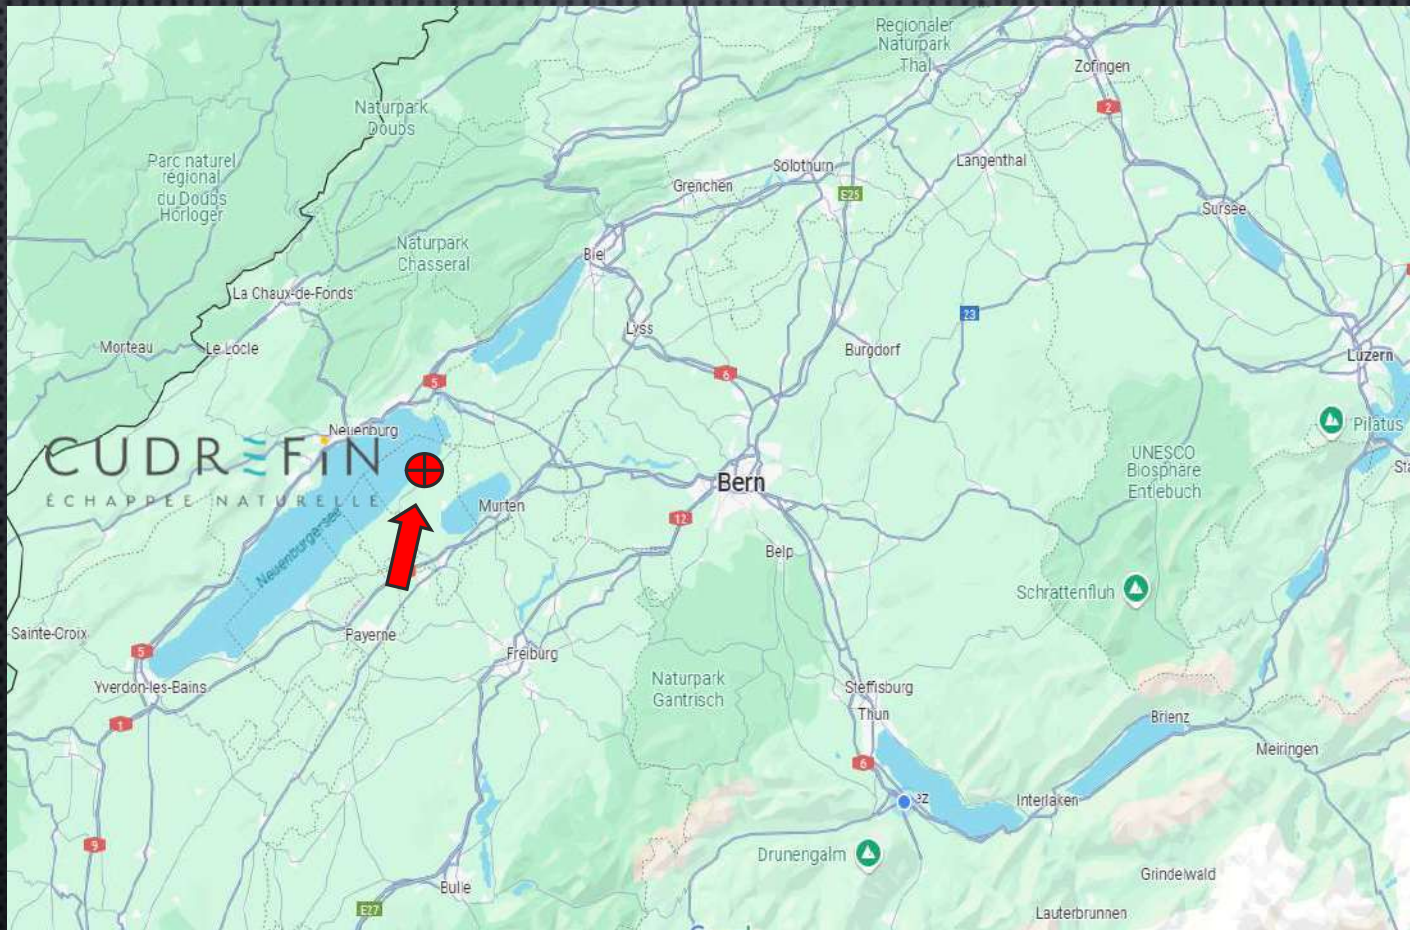 Regionaler
Naturpark
Thal
Zofingen
2
Naturpark
Doubs
Parc naturel
régional
du Doubs
Horloger
Solothurn
Langenthal
Grenchen
E25
Sursee
Naturpark
Chasseral
Biel
La Chaux-de-Fonds
23
Lyss
Morteau
Le Locle
Burgdorf
Luzern
6
5
Pilatus
Neuenburg
CUDREFiN
ÉCHAPPÉE NATURELLE
UNESCO
Biosphäre
Entlebuch
Bern
Murten
12
Neuenburgersee
Belp
Schrattenfluh
Sainte-Croix
Payerne
5
Freiburg
Yverdon-les-Bains
Naturpark
Gantrisch
Steffisburg
Thun
1
Brienz
Meiringen
6
Interlaken
9
Drunengalm
Grindelwald
Bulle
E27
Lauterbrunnen